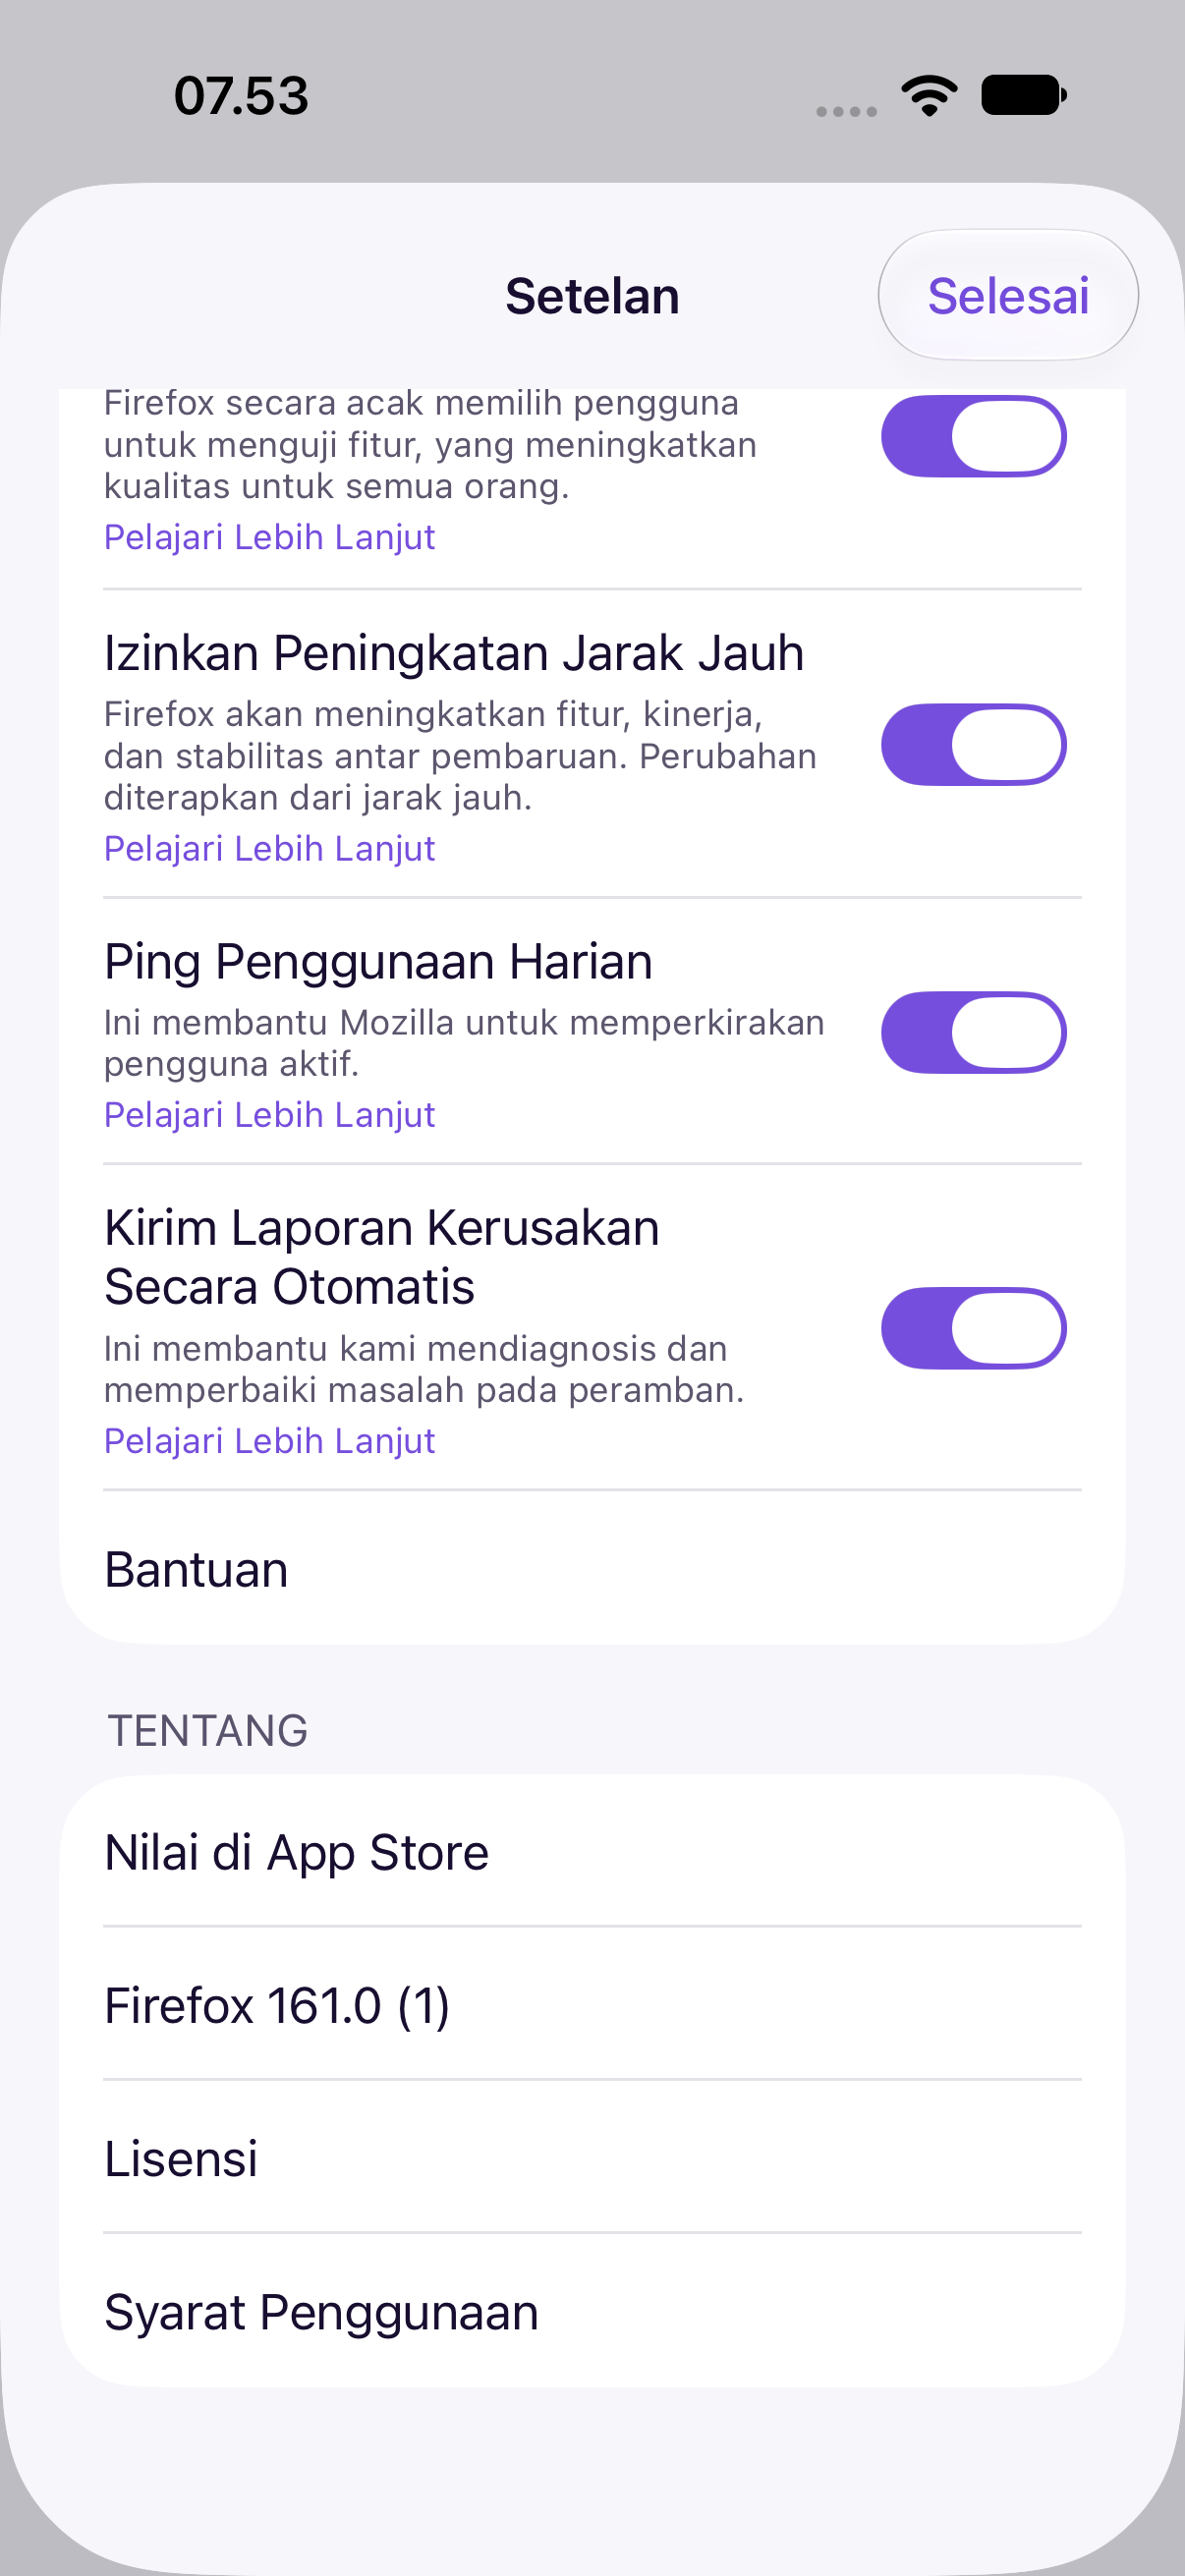 07.53
Setelan
Selesai
Firefox secara acak memilih pengguna
untuk menguji fitur, yang meningkatkan
kualitas untuk semua orang.
Pelajari Lebih Lanjut
Izinkan Peningkatan Jarak Jauh
Firefox akan meningkatkan fitur, kinerja,
dan stabilitas antar pembaruan. Perubahan
diterapkan dari jarak jauh.
Pelajari Lebih Lanjut
Ping Penggunaan Harian
Ini membantu Mozilla untuk memperkirakan
pengguna aktif.
Pelajari Lebih Lanjut
Kirim Laporan Kerusakan
Secara Otomatis
Ini membantu kami mendiagnosis dan
memperbaiki masalah pada peramban.
Pelajari Lebih Lanjut
Bantuan
TENTANG
Nilai di App Store
Firefox 161.0 (1)
Lisensi
Syarat Penggunaan